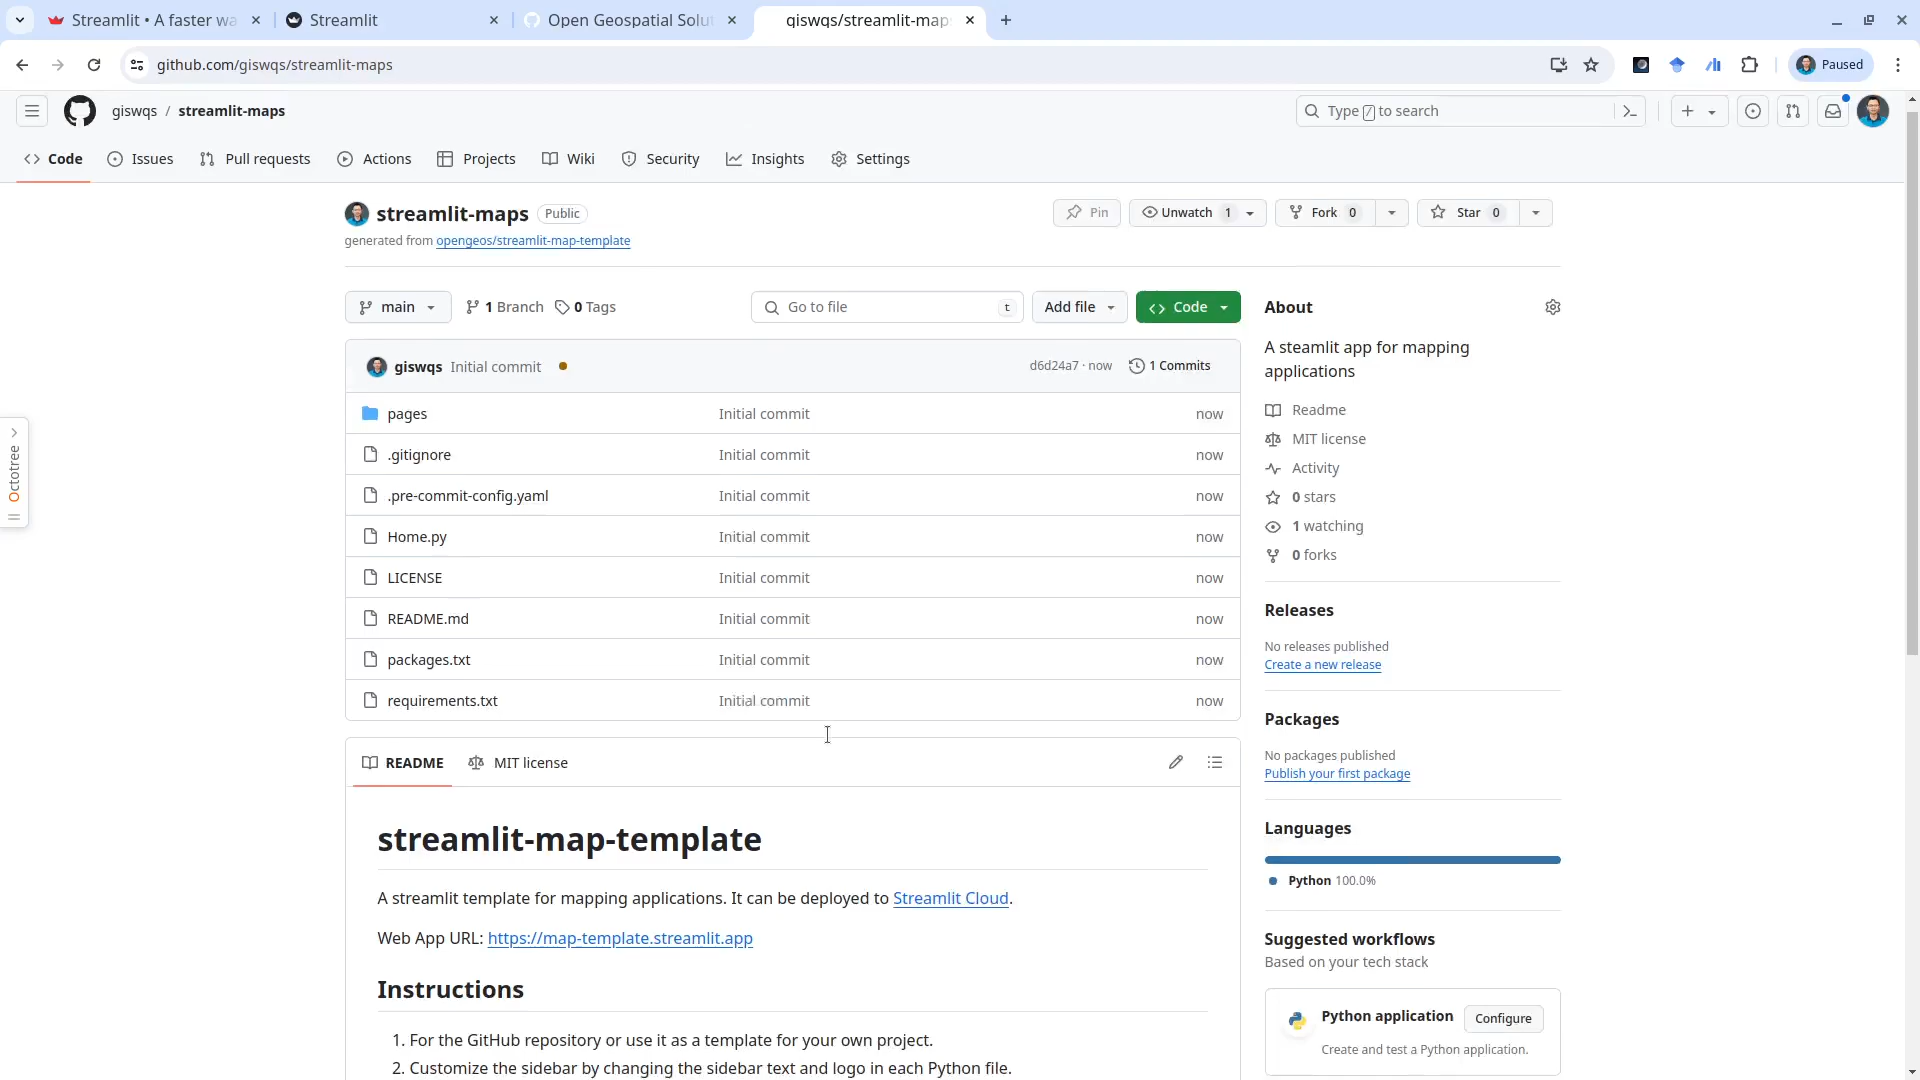 Streamlit • A faster wa
Streamlit
Open Geospatial Solut
giswqs/streamlit-maps
github.com/giswqs/streamlit-maps
Paused
giswqs / streamlit-maps
Type / to search
Code
Issues
Pull requests
Actions
Projects
Wiki
Security
Insights
Settings
streamlit-maps
Public
Pin
Unwatch 1
Fork 0
Star 0
generated from opengeos/streamlit-map-template
main
1 Branch
0 Tags
Go to file
t
Add file
Code
giswqs Initial commit
d6d24a7 · now
1 Commits
pages Initial commit now
.gitignore Initial commit now
.pre-commit-config.yaml Initial commit now
Home.py Initial commit now
LICENSE Initial commit now
README.md Initial commit now
packages.txt Initial commit now
requirements.txt Initial commit now
Octotree
README
MIT license
streamlit-map-template
A streamlit template for mapping applications. It can be deployed to Streamlit Cloud.
Web App URL: https://map-template.streamlit.app
Instructions
1. For the GitHub repository or use it as a template for your own project.
2. Customize the sidebar by changing the sidebar text and logo in each Python file.
About
A steamlit app for mapping
applications
Readme
MIT license
Activity
0 stars
1 watching
0 forks
Releases
No releases published
Create a new release
Packages
No packages published
Publish your first package
Languages
Python 100.0%
Suggested workflows
Based on your tech stack
Python application
Configure
Create and test a Python application.